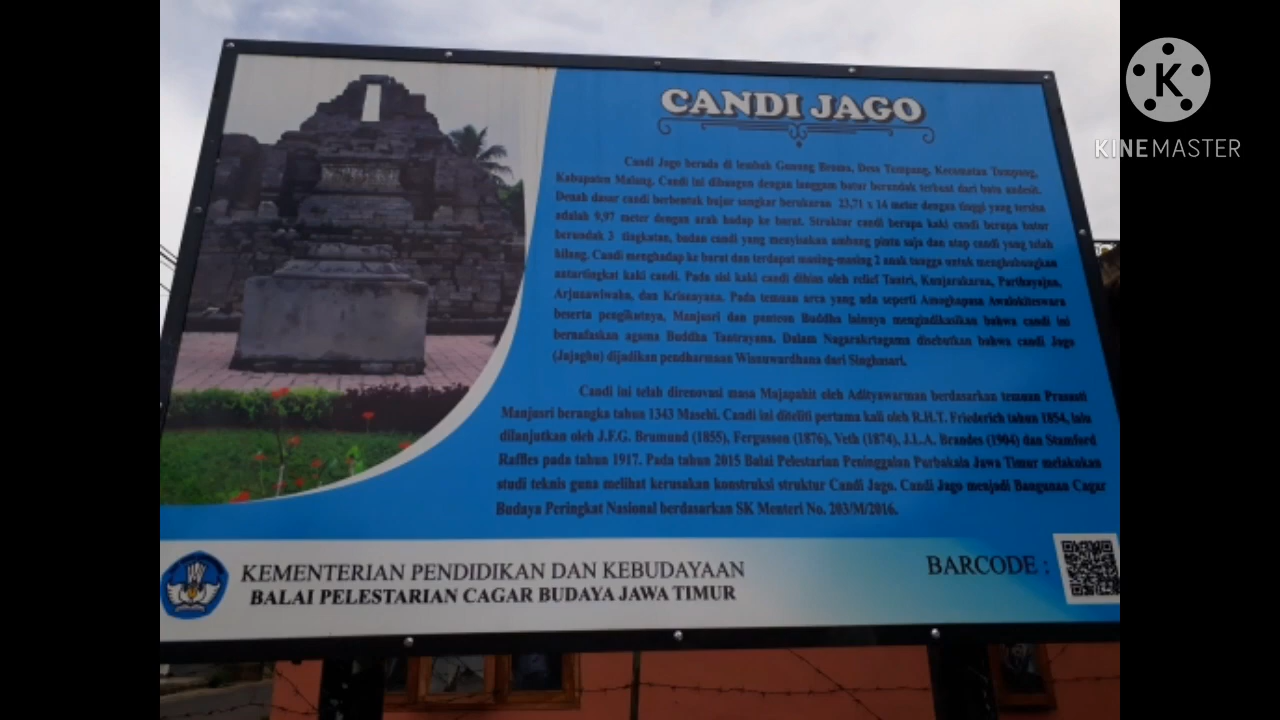 CANDI JAGO
KINEMASTER
Candi Jago berada di lembah Gunung Bromo, Desa Tumpang, Kecamatan Tumpang,
Kabupaten Malang. Candi ini dibangun dengan langgam batur berundak terbuat dari batu andesit.
Denah dasar candi berbentuk bujur sangkar berukuran 23,71 x 14 meter dengan tinggi yang tersisa
adalah 9,97 meter dengan arah hadap ke barat. Struktur candi berupa kaki candi berupa batur
berundak 3 tingkatan, badan candi yang menyisakan ambang pintu saja dan atap candi yang telah
hilang. Candi menghadap ke barat dan terdapat masing-masing 2 anak tangga untuk menghubungkan
antartingkat kaki candi. Pada sisi kaki candi dihias oleh relief Tantri, Kunjarakarna, Parthayajna,
Arjunawiwaha, dan Krisnayana. Pada temuan arca yang ada seperti Amoghapasa Awalokiteswara
beserta pengikutnya, Manjusri dan panteon Buddha lainnya mengindikasikan bahwa candi ini
bernafaskan agama Buddha Tantrayana. Dalam Nagarakrtagama disebutkan bahwa candi Jago
(Jajaghu) dijadikan pendharmaan Wisnuwardhana dari Singhasari.
Candi ini telah direnovasi masa Majapahit oleh Adityawarman berdasarkan temuan Prasasti
Manjusri berangka tahun 1343 Masehi. Candi ini diteliti pertama kali oleh R.H.T. Friederich tahun 1854, lalu
dilanjutkan oleh J.F.G. Brumund (1855), Fergusson (1876), Veth (1874), J.L.A. Brandes (1904) dan Stamford
Raffles pada tahun 1917. Pada tahun 2015 Balai Pelestarian Peninggalan Purbakala Jawa Timur melakukan
studi teknis guna melihat kerusakan konstruksi struktur Candi Jago. Candi Jago menjadi Bangunan Cagar
Budaya Peringkat Nasional berdasarkan SK Menteri No. 203/M/2016.
KEMENTERIAN PENDIDIKAN DAN KEBUDAYAAN
BALAI PELESTARIAN CAGAR BUDAYA JAWA TIMUR
BARCODE :